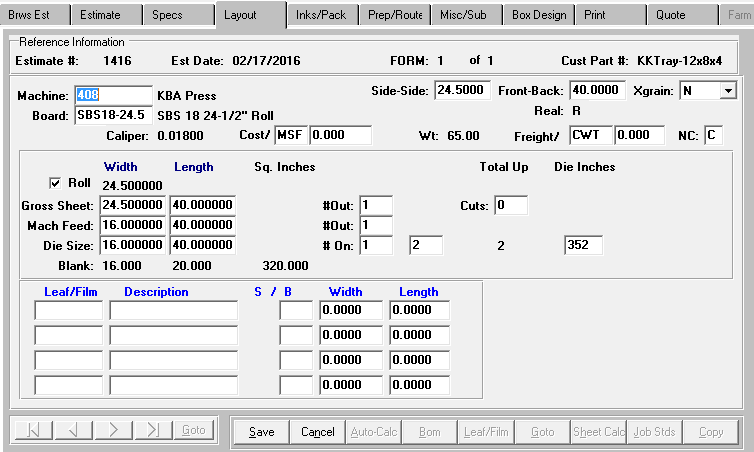 Brws Est Estimate Specs Layout Inks/Pack Prep/Route Misc/Sub Box Design Print Quote Farm
Reference Information
Estimate #: 1416 Est Date: 02/17/2016 FORM: 1 of 1 Cust Part #: KKTray-12x8x4
Machine: 408 KBA Press Side-Side: 24.5000 Front-Back: 40.0000 Xgrain: N
Board: SBS18-24.5 SBS 18 24-1/2" Roll Real: R
Caliper: 0.01800 Cost/ MSF 0.000 Wt: 65.00 Freight/ CWT 0.000 NC: C
Width Length Sq. Inches Total Up Die Inches
Roll 24.500000
Gross Sheet: 24.500000 40.000000 #Out: 1 Cuts: 0
Mach Feed: 16.000000 40.000000 #Out: 1
Die Size: 16.000000 40.000000 # On: 1 2 2 352
Blank: 16.000 20.000 320.000
Leaf/Film Description S / B Width Length
0.0000 0.0000
0.0000 0.0000
0.0000 0.0000
0.0000 0.0000
Goto Save Cancel Auto-Calc Bom Leaf/Film Goto Sheet Calc Job Stds Copy